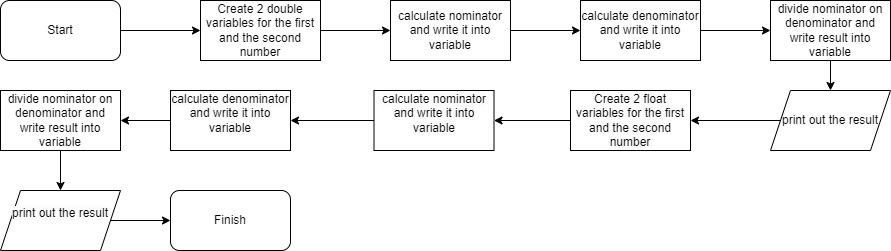 Start
Create 2 double
variables for the first
and the second
number
calculate nominator
and write it into
variable
calculate denominator
and write it into
variable
divide nominator on
denominator and
write result into
variable
print out the result
Create 2 float
variables for the first
and the second
number
calculate nominator
and write it into
variable
calculate denominator
and write it into
variable
divide nominator on
denominator and
write result into
variable
print out the result
Finish